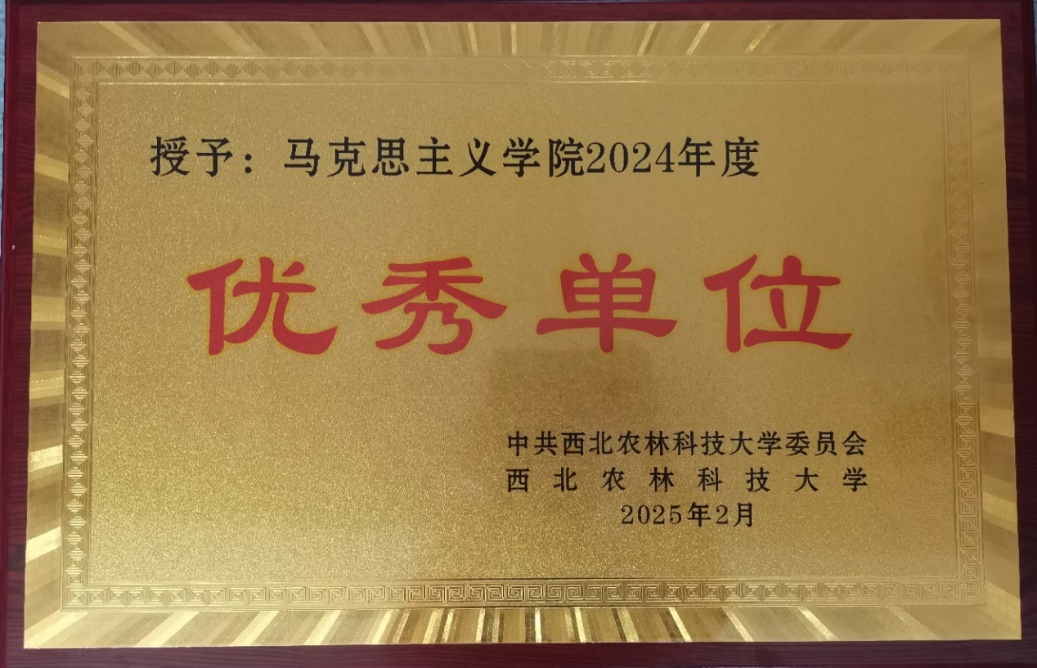 授予：马克思主义学院2024年度
优秀单位
中共西北农林科技大学委员会
西北农林科技大学
2025年2月